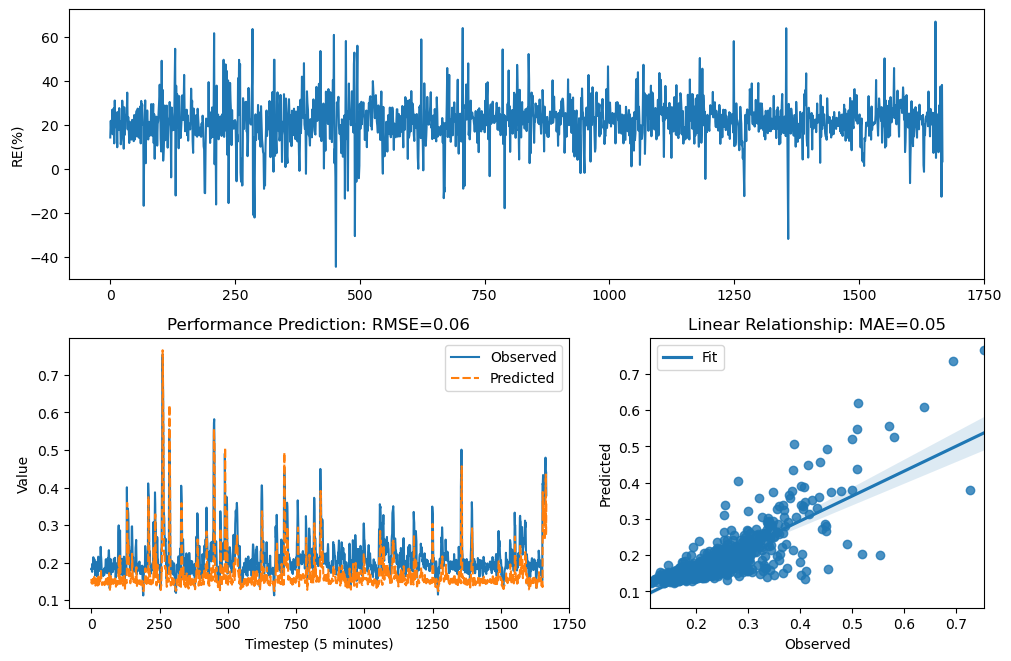 RE(%)
60
40
20
0
−20
−40
0 250 500 750 1000 1250 1500 1750
Performance Prediction: RMSE=0.06
Value
0.7
0.6
0.5
0.4
0.3
0.2
0.1
Observed
Predicted
0 250 500 750 1000 1250 1500 1750
Timestep (5 minutes)
Linear Relationship: MAE=0.05
Predicted
0.7
0.6
0.5
0.4
0.3
0.2
0.1
Fit
0.2 0.3 0.4 0.5 0.6 0.7
Observed